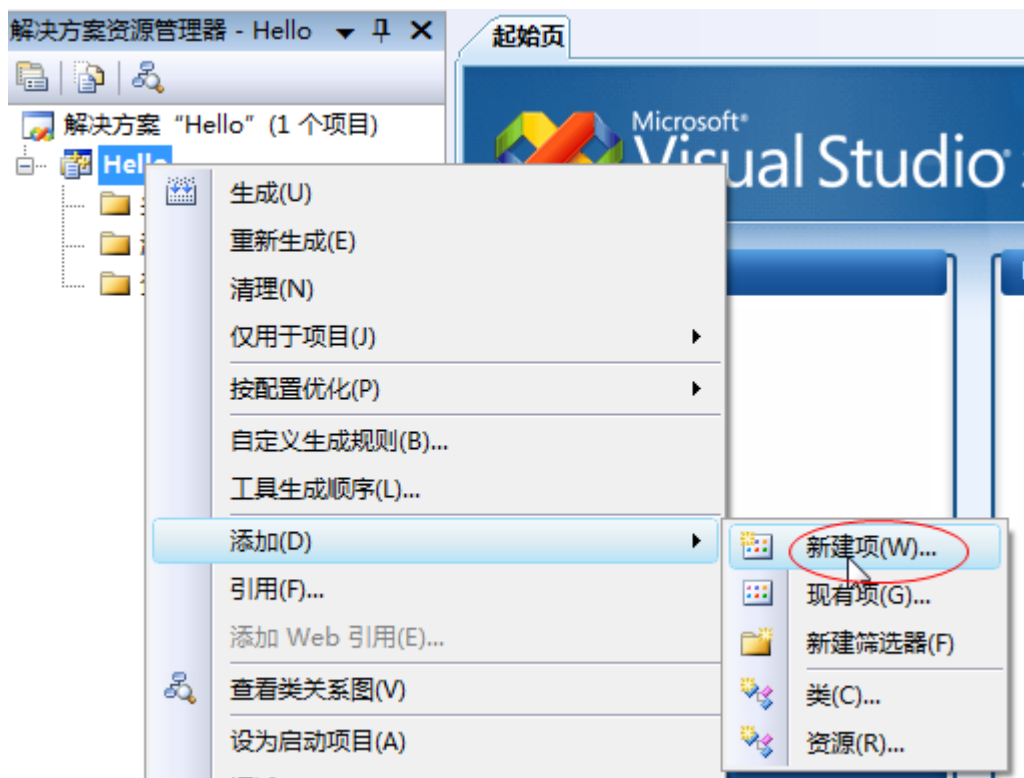 解决方案资源管理器 - Hello
起始页
解决方案 “Hello” (1 个项目)
Microsoft®
Visual Studio
生成(U)
重新生成(E)
清理(N)
仅用于项目(J)
按配置优化(P)
自定义生成规则(B)...
工具生成顺序(L)...
添加(D)
新建项(W)...
现有项(G)...
新建筛选器(F)
类(C)...
资源(R)...
引用(F)...
添加 Web 引用(E)...
查看类关系图(V)
设为启动项目(A)